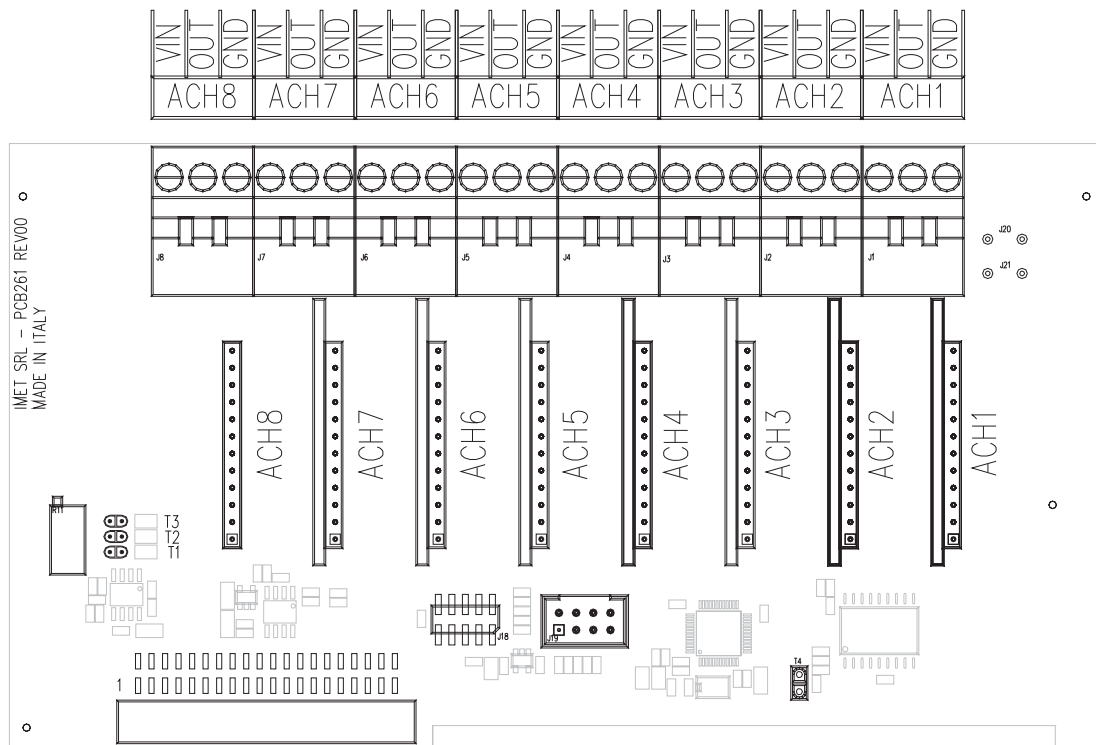 VIN OUT GND VIN OUT GND VIN OUT GND VIN OUT GND VIN OUT GND VIN OUT GND VIN OUT GND VIN OUT GND
ACH8 ACH7 ACH6 ACH5 ACH4 ACH3 ACH2 ACH1
J8 J7 J6 J5 J4 J3 J2 J1
J20
J21
IMET SRL - PCB261 REV00
MADE IN ITALY
ACH8 ACH7 ACH6 ACH5 ACH4 ACH3 ACH2 ACH1
R11
T3
T2
T1
J18
J19
T4
1